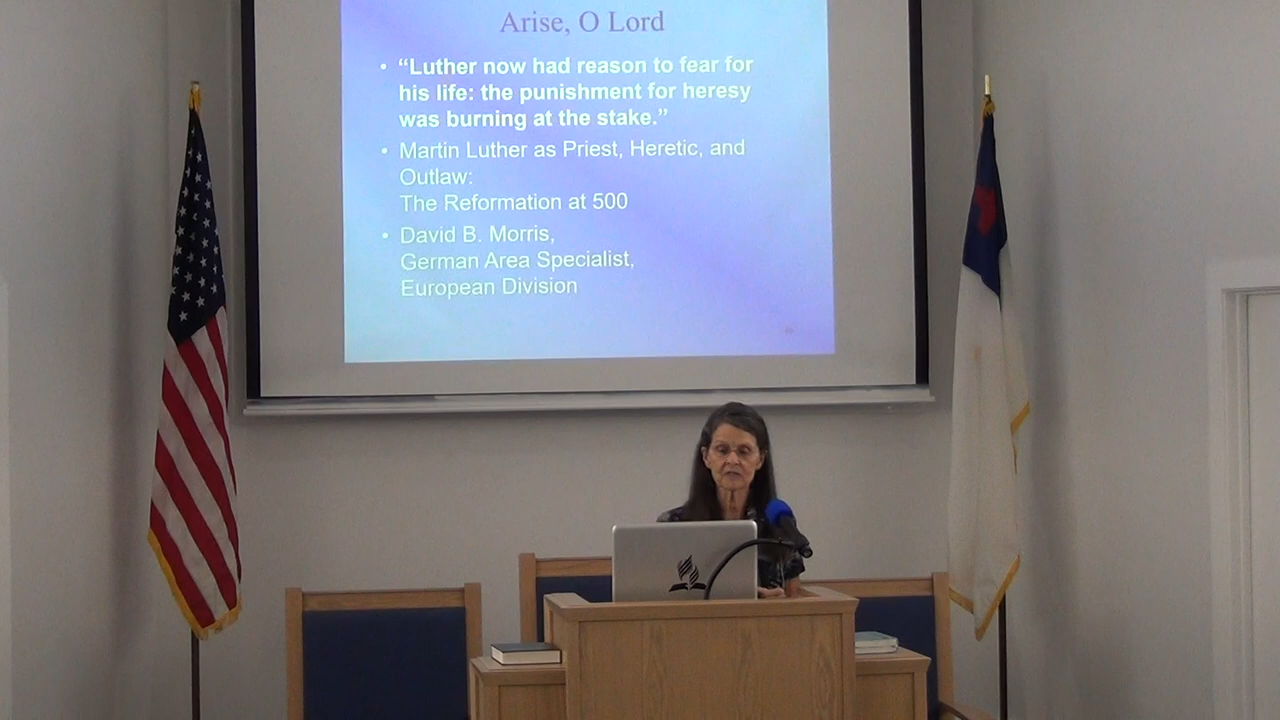 Arise, O Lord
• “Luther now had reason to fear for
his life: the punishment for heresy
was burning at the stake.”
• Martin Luther as Priest, Heretic, and
Outlaw:
The Reformation at 500
• David B. Morris,
German Area Specialist,
European Division